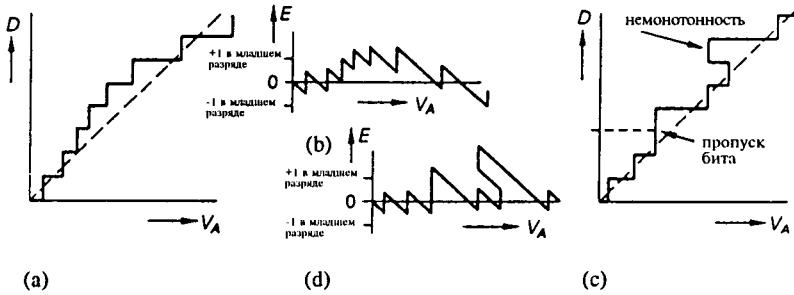 D
V_A
(a)
E
+1 в младшем
разряде
0
-1 в младшем
разряде
V_A
(b)
E
+1 в младшем
разряде
0
-1 в младшем
разряде
V_A
(d)
D
немонотонность
пропуск
бита
V_A
(c)